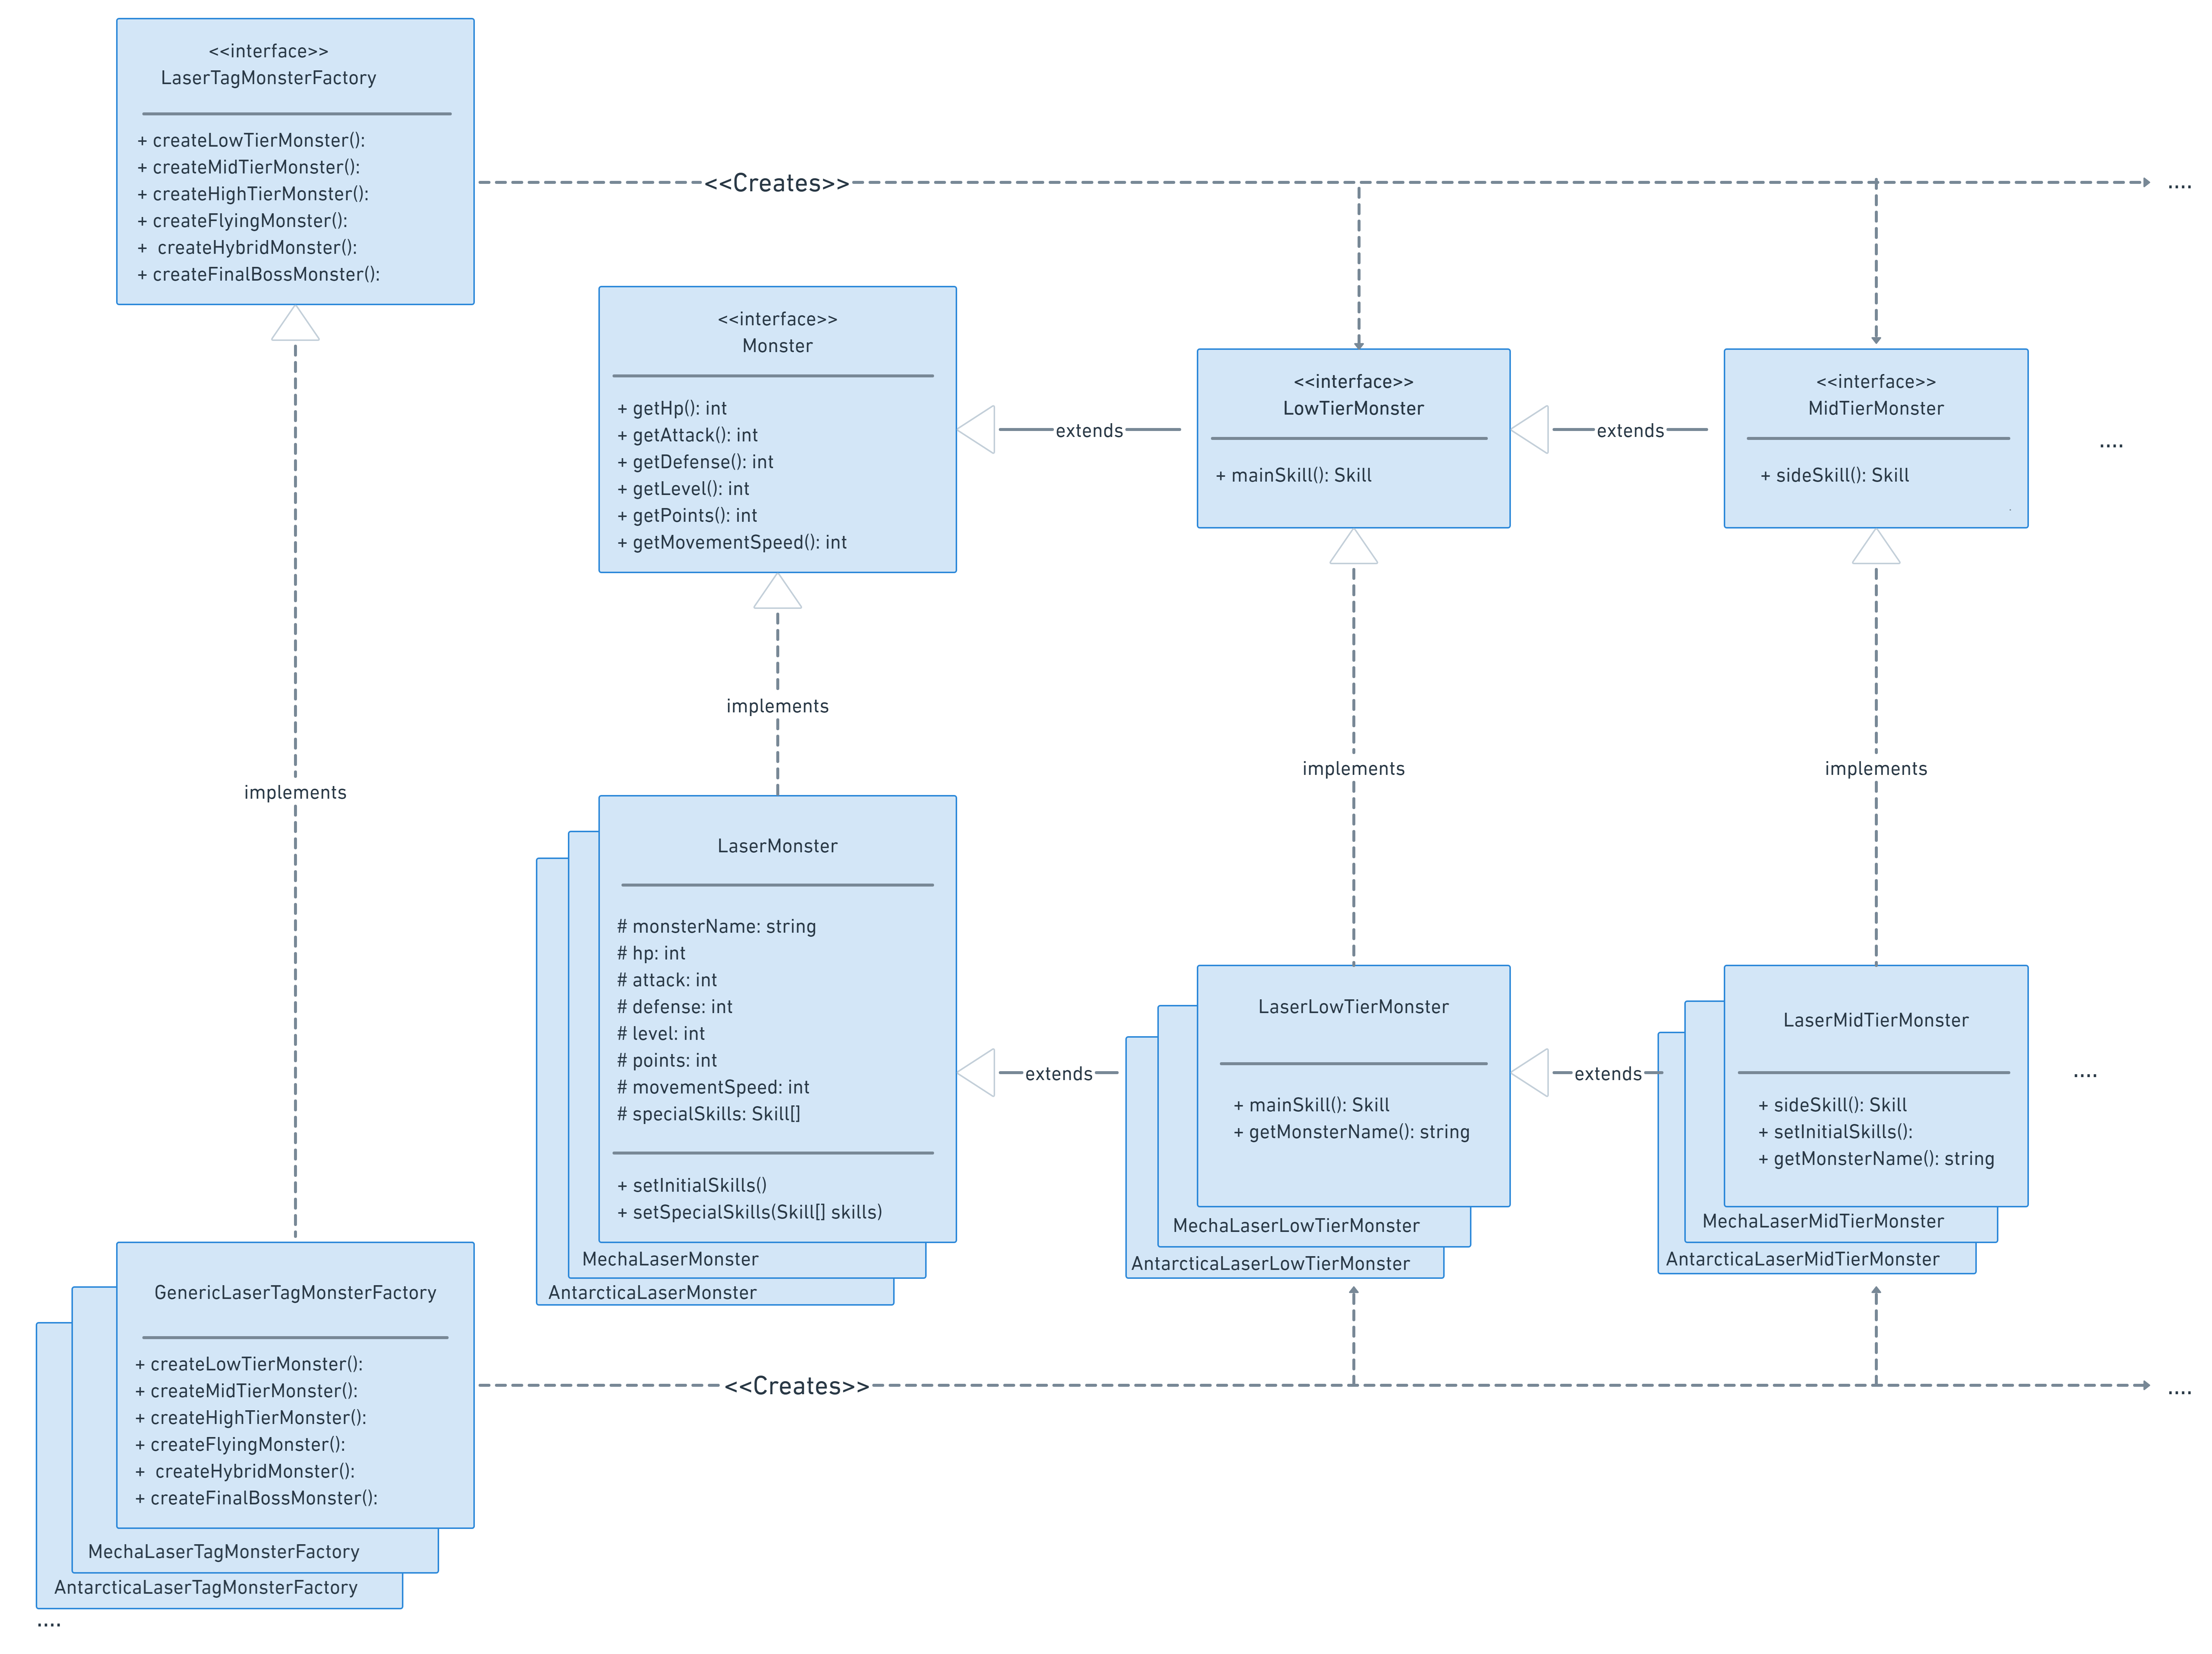 <<interface>>
LaserTagMonsterFactory
+ createLowTierMonster():
+ createMidTierMonster():
+ createHighTierMonster():
+ createFlyingMonster():
+  createHybridMonster():
+ createFinalBossMonster():
<<Creates>>
....
<<interface>>
Monster
+ getHp(): int
+ getAttack(): int
+ getDefense(): int
+ getLevel(): int
+ getPoints(): int
+ getMovementSpeed(): int
extends
<<interface>>
LowTierMonster
+ mainSkill(): Skill
extends
<<interface>>
MidTierMonster
+ sideSkill(): Skill
.
....
implements
implements
implements
implements
LaserMonster
# monsterName: string
# hp: int
# attack: int
# defense: int
# level: int
# points: int
# movementSpeed: int
# specialSkills: Skill[]
+ setInitialSkills()
+ setSpecialSkills(Skill[] skills)
MechaLaserMonster
AntarcticaLaserMonster
extends
LaserLowTierMonster
+ mainSkill(): Skill
+ getMonsterName(): string
MechaLaserLowTierMonster
AntarcticaLaserLowTierMonster
extends
LaserMidTierMonster
+ sideSkill(): Skill
+ setInitialSkills():
+ getMonsterName(): string
MechaLaserMidTierMonster
AntarcticaLaserMidTierMonster
....
GenericLaserTagMonsterFactory
+ createLowTierMonster():
+ createMidTierMonster():
+ createHighTierMonster():
+ createFlyingMonster():
+  createHybridMonster():
+ createFinalBossMonster():
MechaLaserTagMonsterFactory
AntarcticaLaserTagMonsterFactory
....
<<Creates>>
....